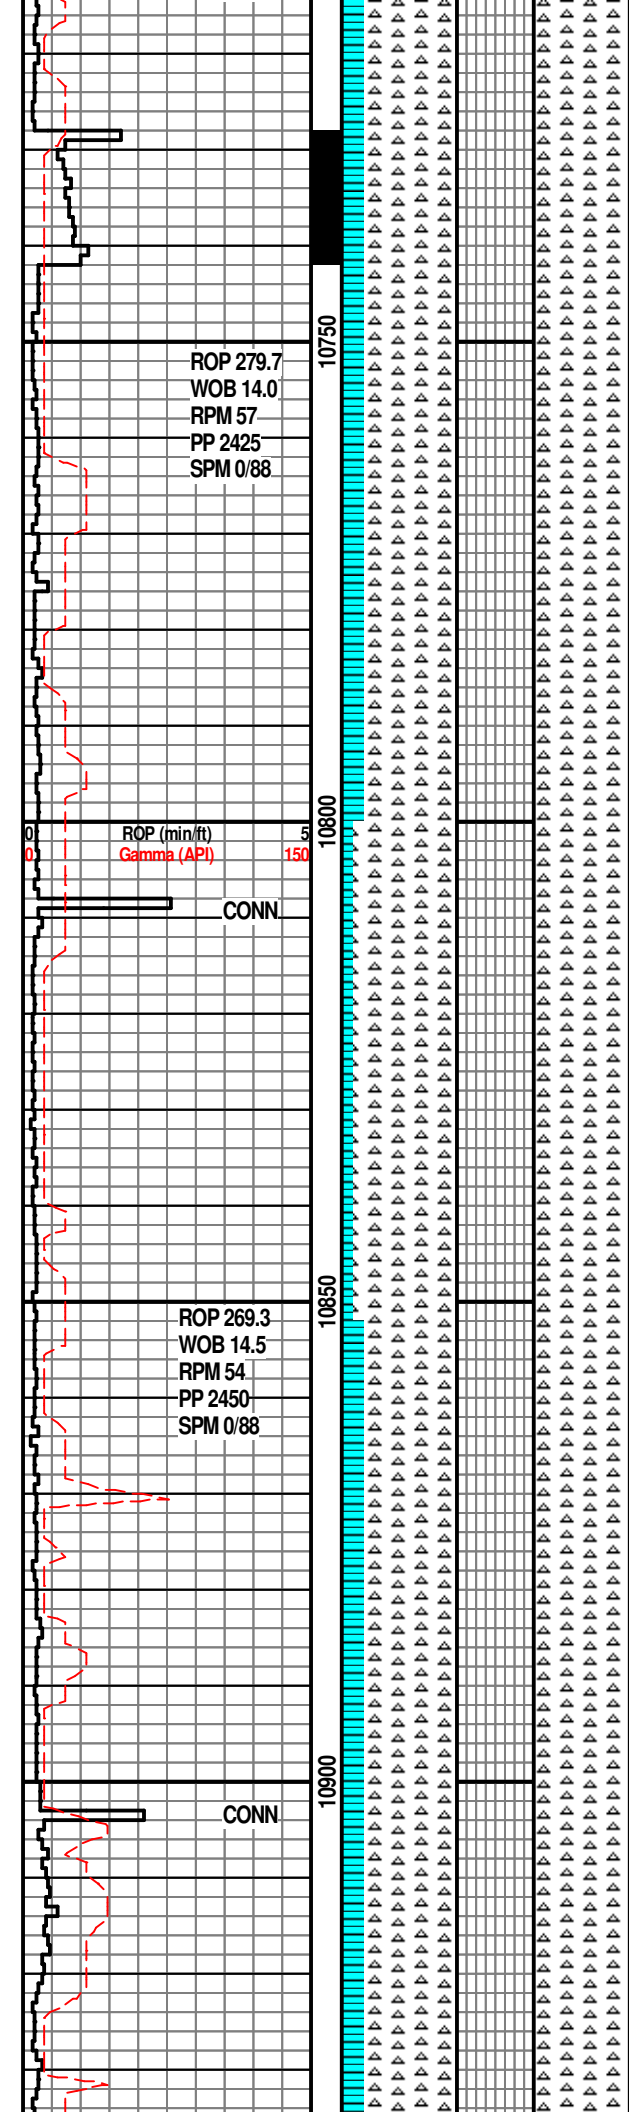 10750
ROP 279.7
WOB 14.0
RPM 57
PP 2425
SPM 0/88
10800
0 ROP (min/ft) 5
0 Gamma (API) 150
CONN
10850
ROP 269.3
WOB 14.5
RPM 54
PP 2450
SPM 0/88
10900
CONN